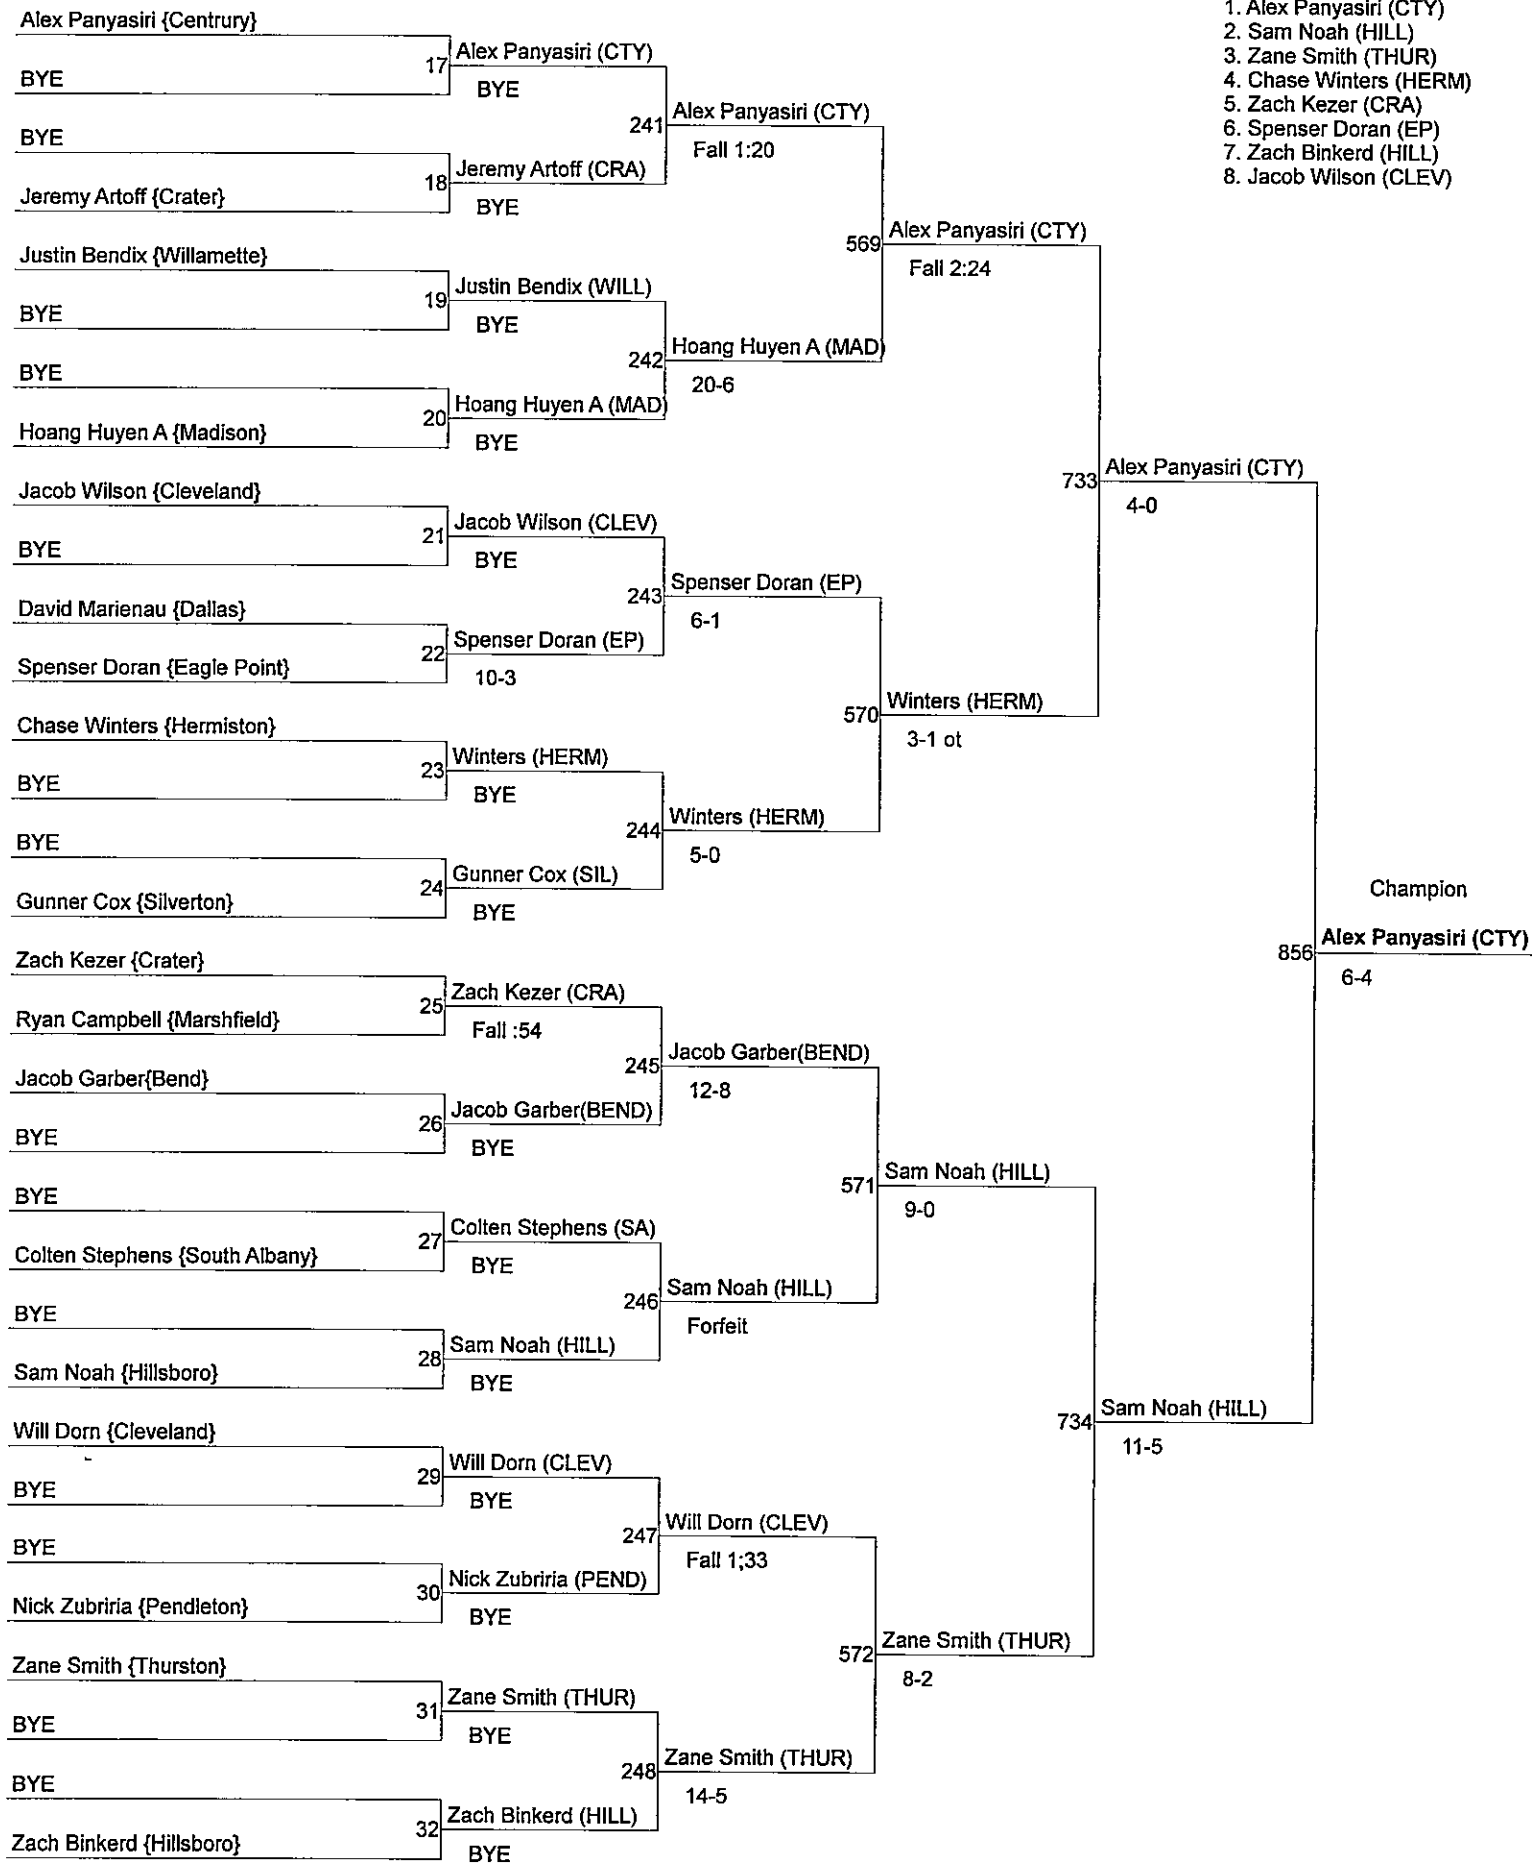 1. Alex Panyasiri (CTY)
2. Sam Noah (HILL)
3. Zane Smith (THUR)
4. Chase Winters (HERM)
5. Zach Kezer (CRA)
6. Spenser Doran (EP)
7. Zach Binkerd (HILL)
8. Jacob Wilson (CLEV)
Alex Panyasiri {Centrury}
BYE
BYE
Jeremy Artoff {Crater}
Justin Bendix {Willamette}
BYE
BYE
Hoang Huyen A {Madison}
Jacob Wilson {Cleveland}
BYE
David Marienau {Dallas}
Spenser Doran {Eagle Point}
Chase Winters {Hermiston}
BYE
BYE
Gunner Cox {Silverton}
Zach Kezer {Crater}
Ryan Campbell {Marshfield}
Jacob Garber{Bend}
BYE
BYE
Colten Stephens {South Albany}
BYE
Sam Noah {Hillsboro}
Will Dorn {Cleveland}
BYE
BYE
Nick Zubriria {Pendleton}
Zane Smith {Thurston}
BYE
BYE
Zach Binkerd {Hillsboro}
17 Alex Panyasiri (CTY)
BYE
18 Jeremy Artoff (CRA)
BYE
19 Justin Bendix (WILL)
BYE
20 Hoang Huyen A (MAD)
BYE
21 Jacob Wilson (CLEV)
BYE
22 Spenser Doran (EP)
10-3
23 Winters (HERM)
BYE
24 Gunner Cox (SIL)
BYE
25 Zach Kezer (CRA)
Fall :54
26 Jacob Garber(BEND)
BYE
27 Colten Stephens (SA)
BYE
28 Sam Noah (HILL)
BYE
29 Will Dorn (CLEV)
BYE
30 Nick Zubriria (PEND)
BYE
31 Zane Smith (THUR)
BYE
32 Zach Binkerd (HILL)
BYE
241 Alex Panyasiri (CTY)
Fall 1:20
242 Hoang Huyen A (MAD)
20-6
243 Spenser Doran (EP)
6-1
244 Winters (HERM)
5-0
245 Jacob Garber(BEND)
12-8
246 Sam Noah (HILL)
Forfeit
247 Will Dorn (CLEV)
Fall 1;33
248 Zane Smith (THUR)
14-5
569 Alex Panyasiri (CTY)
Fall 2:24
570 Winters (HERM)
3-1 ot
571 Sam Noah (HILL)
9-0
572 Zane Smith (THUR)
8-2
733 Alex Panyasiri (CTY)
4-0
734 Sam Noah (HILL)
11-5
Champion
856 Alex Panyasiri (CTY)
6-4